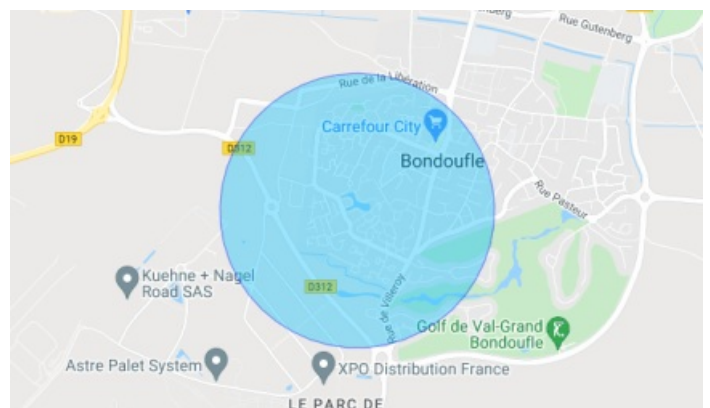 enberg
Rue Gutenberg
Rue de la Libération
Carrefour City
D19
D312
Bondoufle
Rue Pasteur
Kuehne + Nagel
Road SAS
D312
Rue de Villeroy
Golf de Val-Grand
Bondoufle
Astre Palet System
XPO Distribution France
LE PARC DE